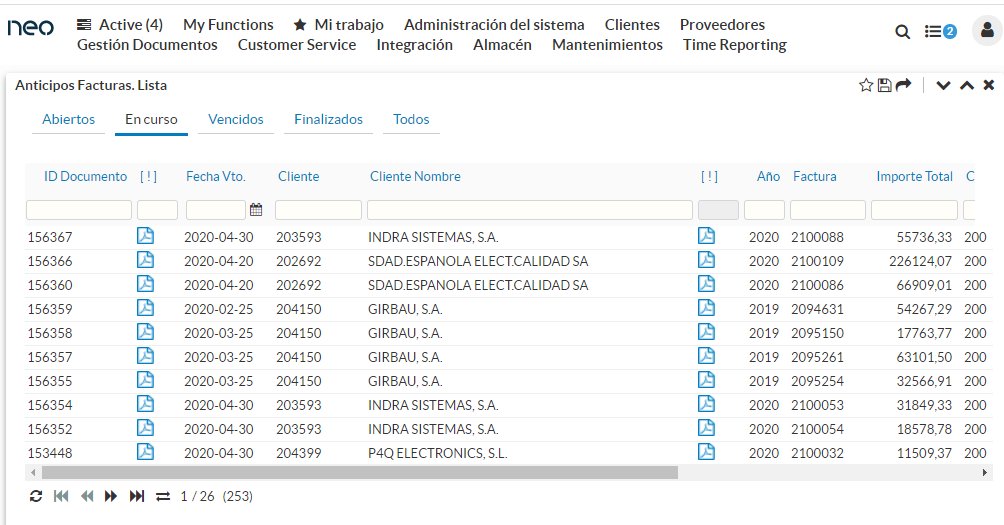 neo Active (4) My Functions Mi trabajo Administración del sistema Clientes Proveedores
Gestión Documentos Customer Service Integración Almacén Mantenimientos Time Reporting
2
Anticipos Facturas. Lista
Abiertos En curso Vencidos Finalizados Todos
ID Documento [ ! ] Fecha Vto. Cliente Cliente Nombre [ ! ] Año Factura Importe Total C
156367 2020-04-30 203593 INDRA SISTEMAS, S.A. 2020 2100088 55736,33 200
156366 2020-04-20 202692 SDAD.ESPANOLA ELECT.CALIDAD SA 2020 2100109 226124,07 200
156360 2020-04-20 202692 SDAD.ESPANOLA ELECT.CALIDAD SA 2020 2100086 66909,01 200
156359 2020-02-25 204150 GIRBAU, S.A. 2019 2094631 54267,29 200
156358 2020-03-25 204150 GIRBAU, S.A. 2019 2095150 17763,77 200
156357 2020-03-25 204150 GIRBAU, S.A. 2019 2095261 63101,50 200
156355 2020-03-25 204150 GIRBAU, S.A. 2019 2095254 32566,91 200
156354 2020-04-30 203593 INDRA SISTEMAS, S.A. 2020 2100053 31849,33 200
156352 2020-04-30 203593 INDRA SISTEMAS, S.A. 2020 2100054 18578,78 200
153448 2020-04-30 204399 P4Q ELECTRONICS, S.L. 2020 2100032 11509,37 200
1 / 26 (253)